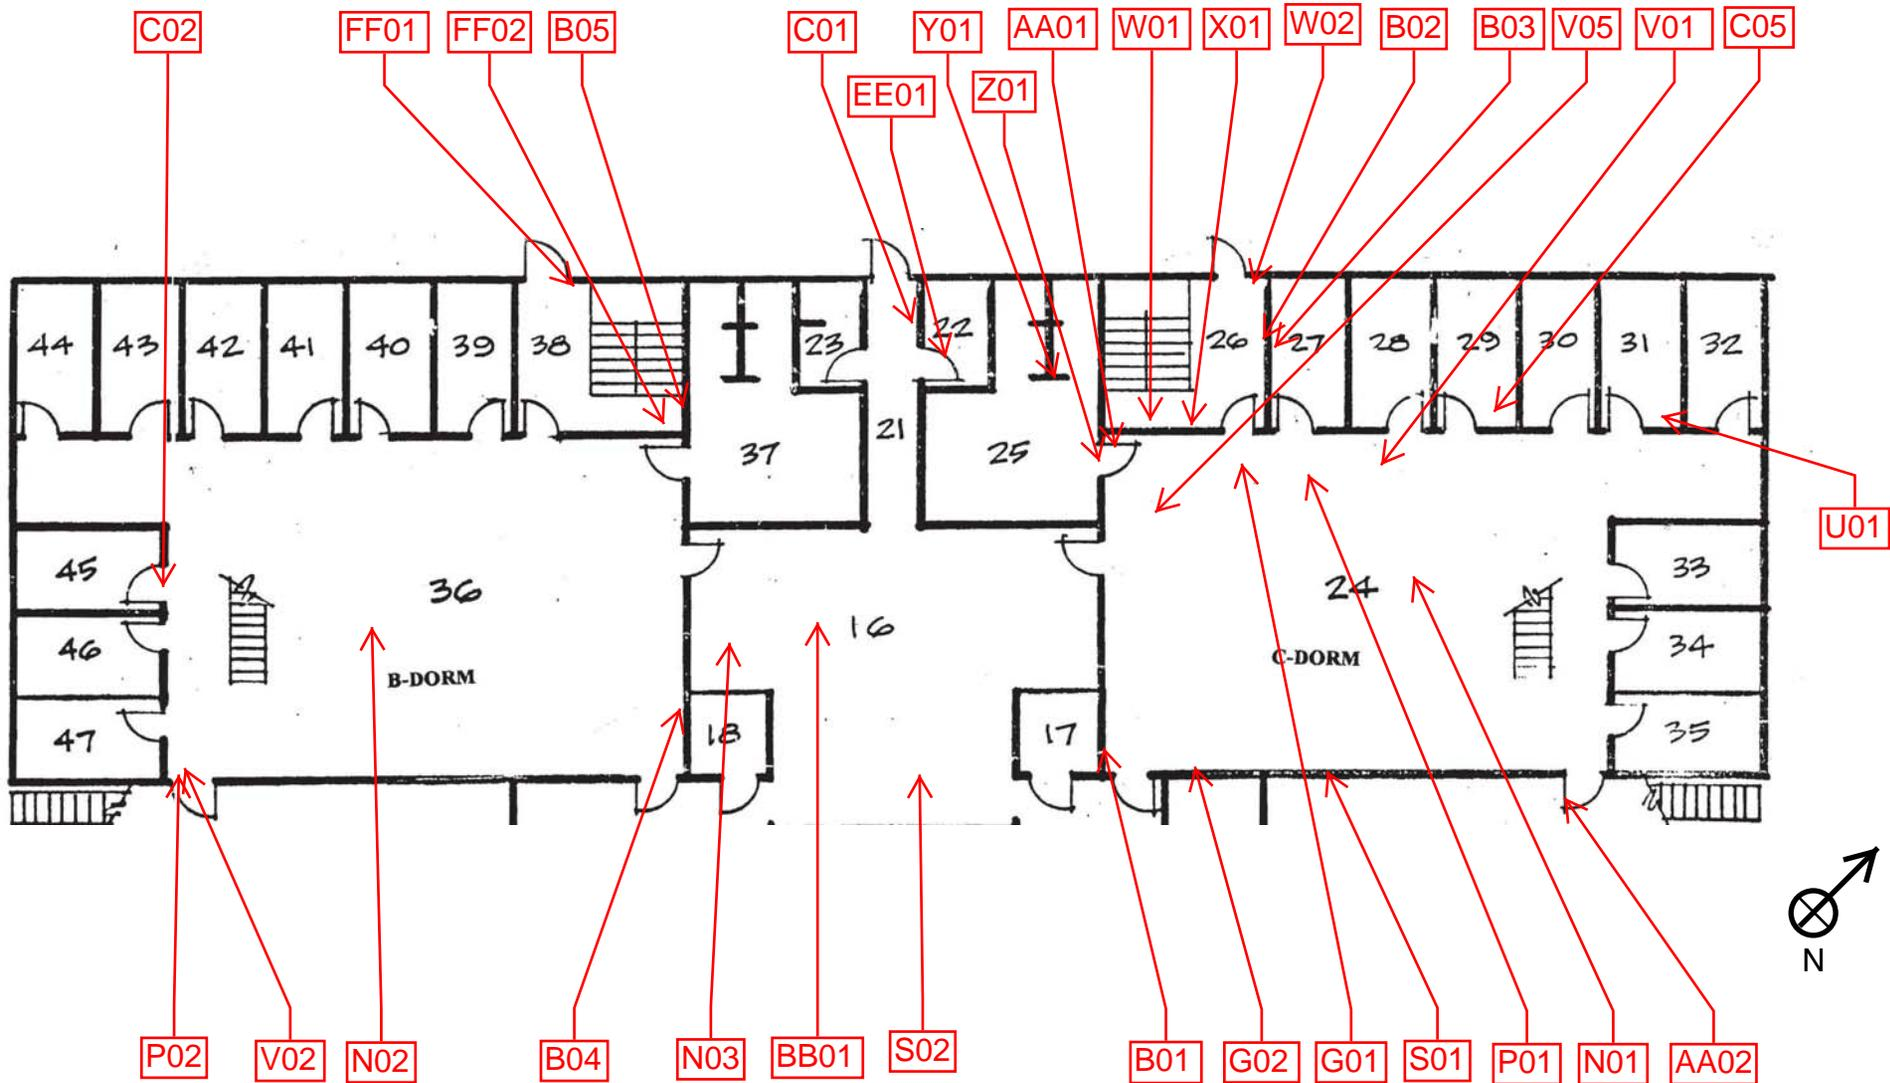 C02 FF01 FF02 B05 C01 Y01 AA01 W01 X01 W02 B02 B03 V05 V01 C05
EE01 Z01
44 43 42 41 40 39 38 23 22 26 27 28 29 30 31 32
37 21 25
U01
45 36 16 24 33
46 B-DORM C-DORM 34
47 18 17 35
N
P02 V02 N02 B04 N03 BB01 S02 B01 G02 G01 S01 P01 N01 AA02